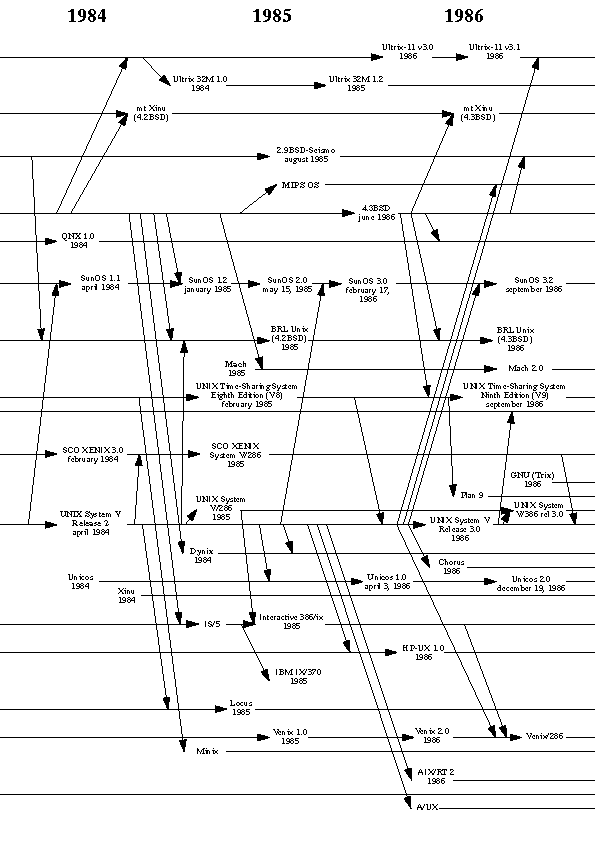 1984 1985 1986
Ultrix-11 v3.0 Ultrix-11 v3.1
1986 1986
Ultrix 32M 1.0 Ultrix 32M 1.2
1984 1985
mt Xinu mt Xinu
(4.2BSD) (4.3BSD)
2.9BSD-Seismo
august 1985
MIPS OS
4.3BSD
june 1986
QNX 1.0
1984
SunOS 1.1 SunOS 1.2 SunOS 2.0 SunOS 3.0 SunOS 3.2
april 1984 january 1985 may 15, 1985 february 17, september 1986
1986
BRL Unix BRL Unix
(4.2BSD) (4.3BSD)
1985 1986
Mach Mach 2.0
1985
UNIX Time-Sharing System UNIX Time-Sharing System
Eighth Edition (V8) Ninth Edition (V9)
february 1985 september 1986
SCO XENIX 3.0 SCO XENIX
february 1984 System V/286
1985
GNU (Trix)
1986
Plan 9
UNIX System UNIX System
V/286 V/386 rel 3.0
1985
UNIX System V UNIX System V
Release 2 Release 3.0
april 1984 1986
Dynix
1984
Chorus
1986
Unicos Unicos 1.0 Unicos 2.0
1984 april 3, 1986 december 19, 1986
Xinu
1984
IS/5 Interactive 386/ix
1985
HP-UX 1.0
1986
IBM IX/370
1985
Locus
1985
Venix 1.0 Venix 2.0 Venix/286
1985 1986
Minix
AIX/RT 2
1986
A/UX